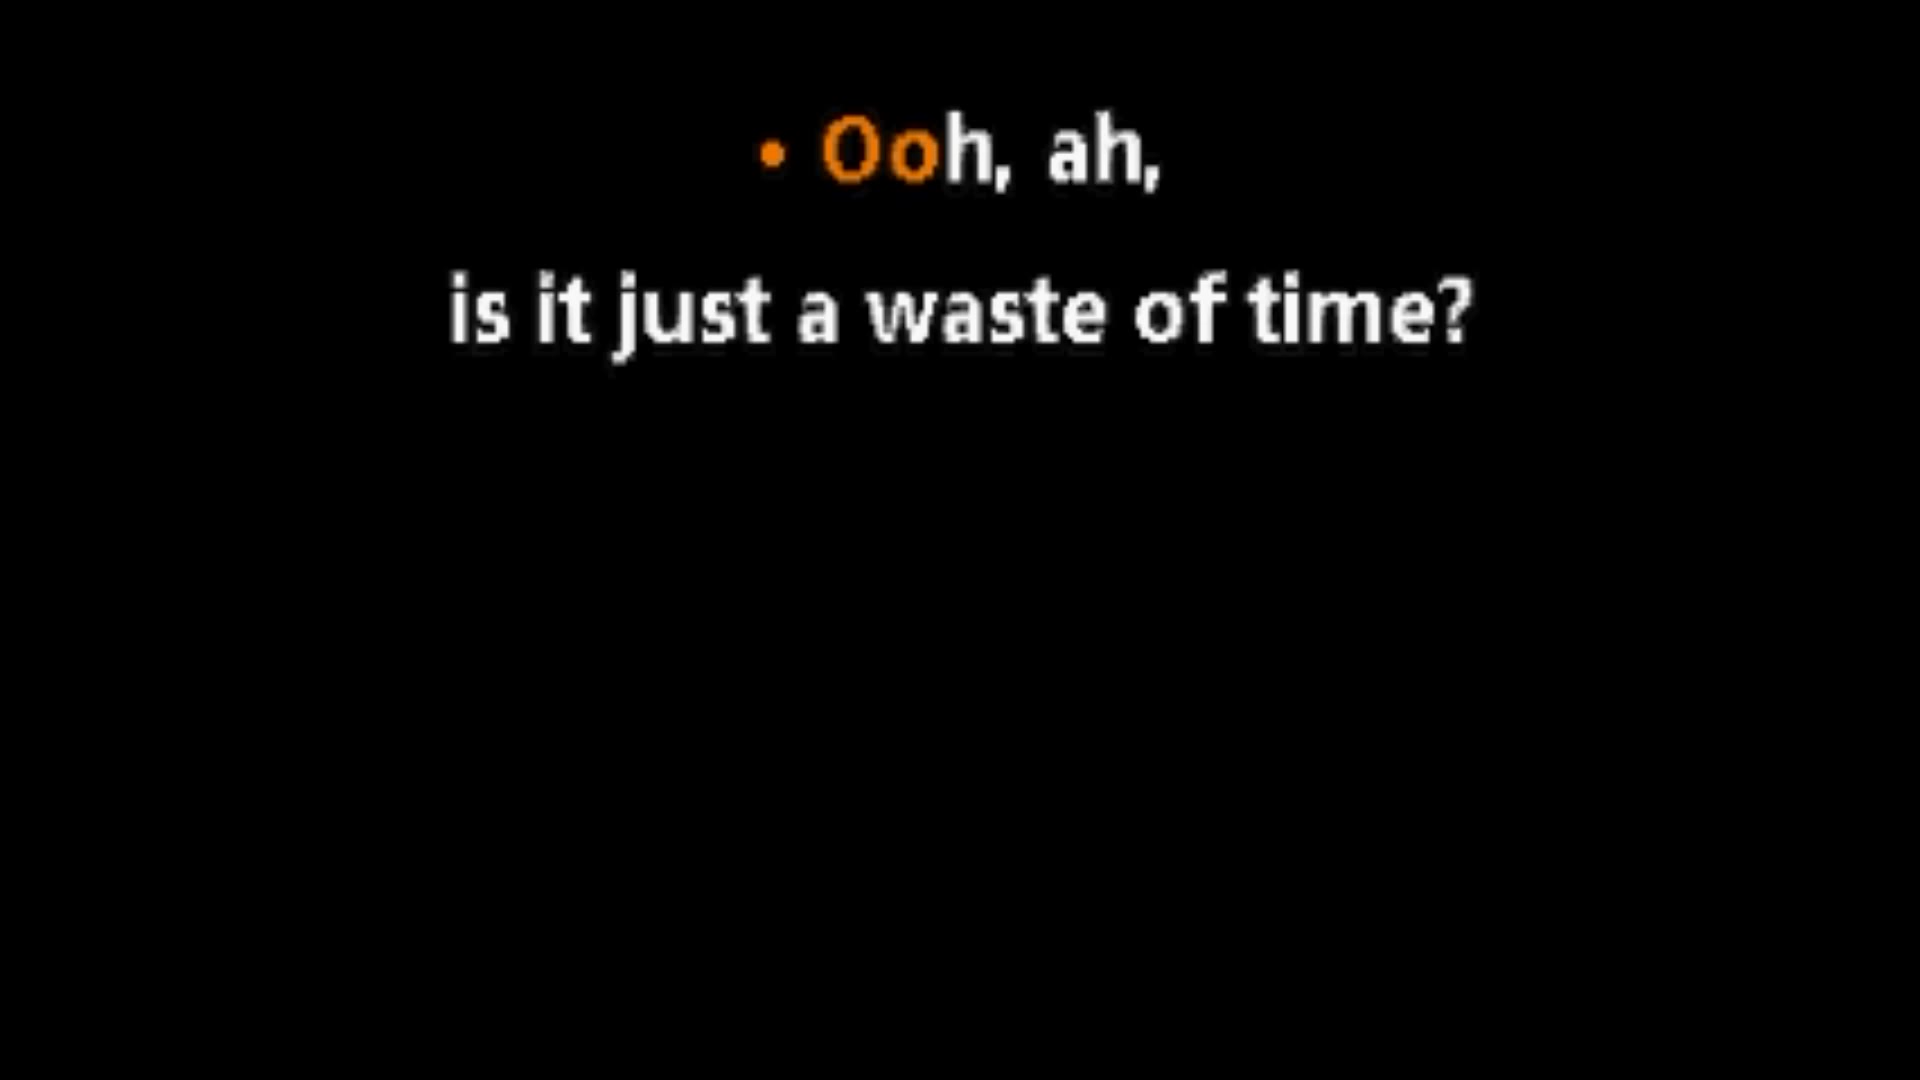 • Ooh, ah,
is it just a waste of time?